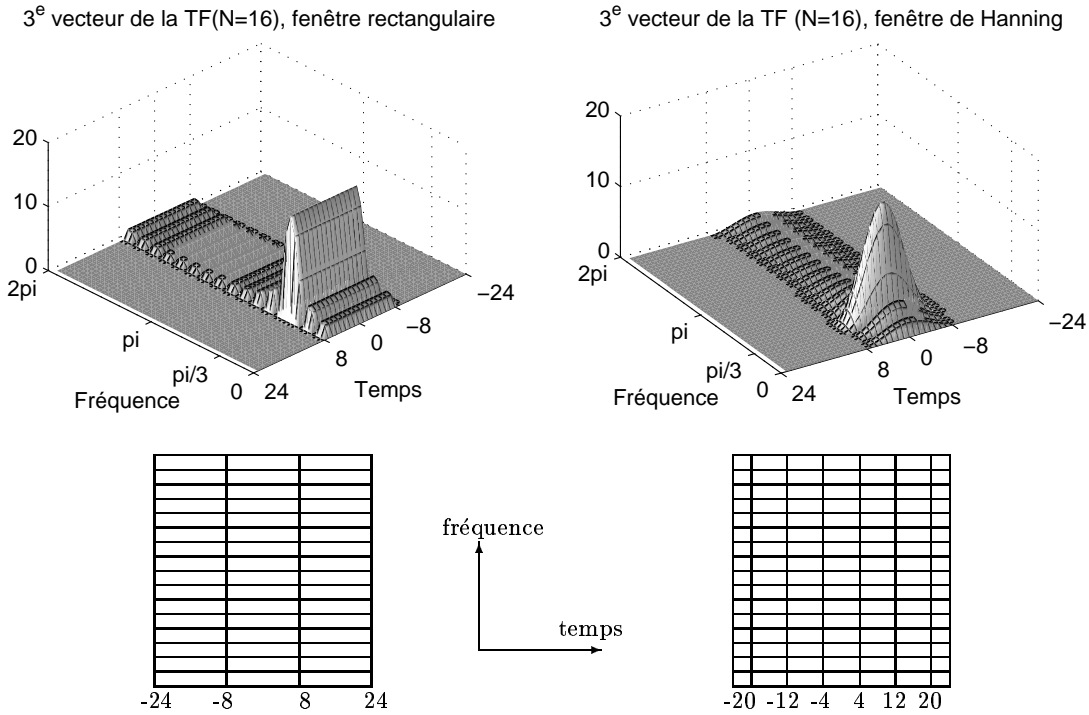 3e vecteur de la TF(N=16), fenêtre rectangulaire
20
10
0
2pi
pi
pi/3
0
Fréquence
24
8
0
−8
−24
Temps
3e vecteur de la TF (N=16), fenêtre de Hanning
20
10
0
2pi
pi
pi/3
0
Fréquence
24
8
0
−8
−24
Temps
-24 -8 8 24
fréquence
temps
-20 -12 -4 4 12 20